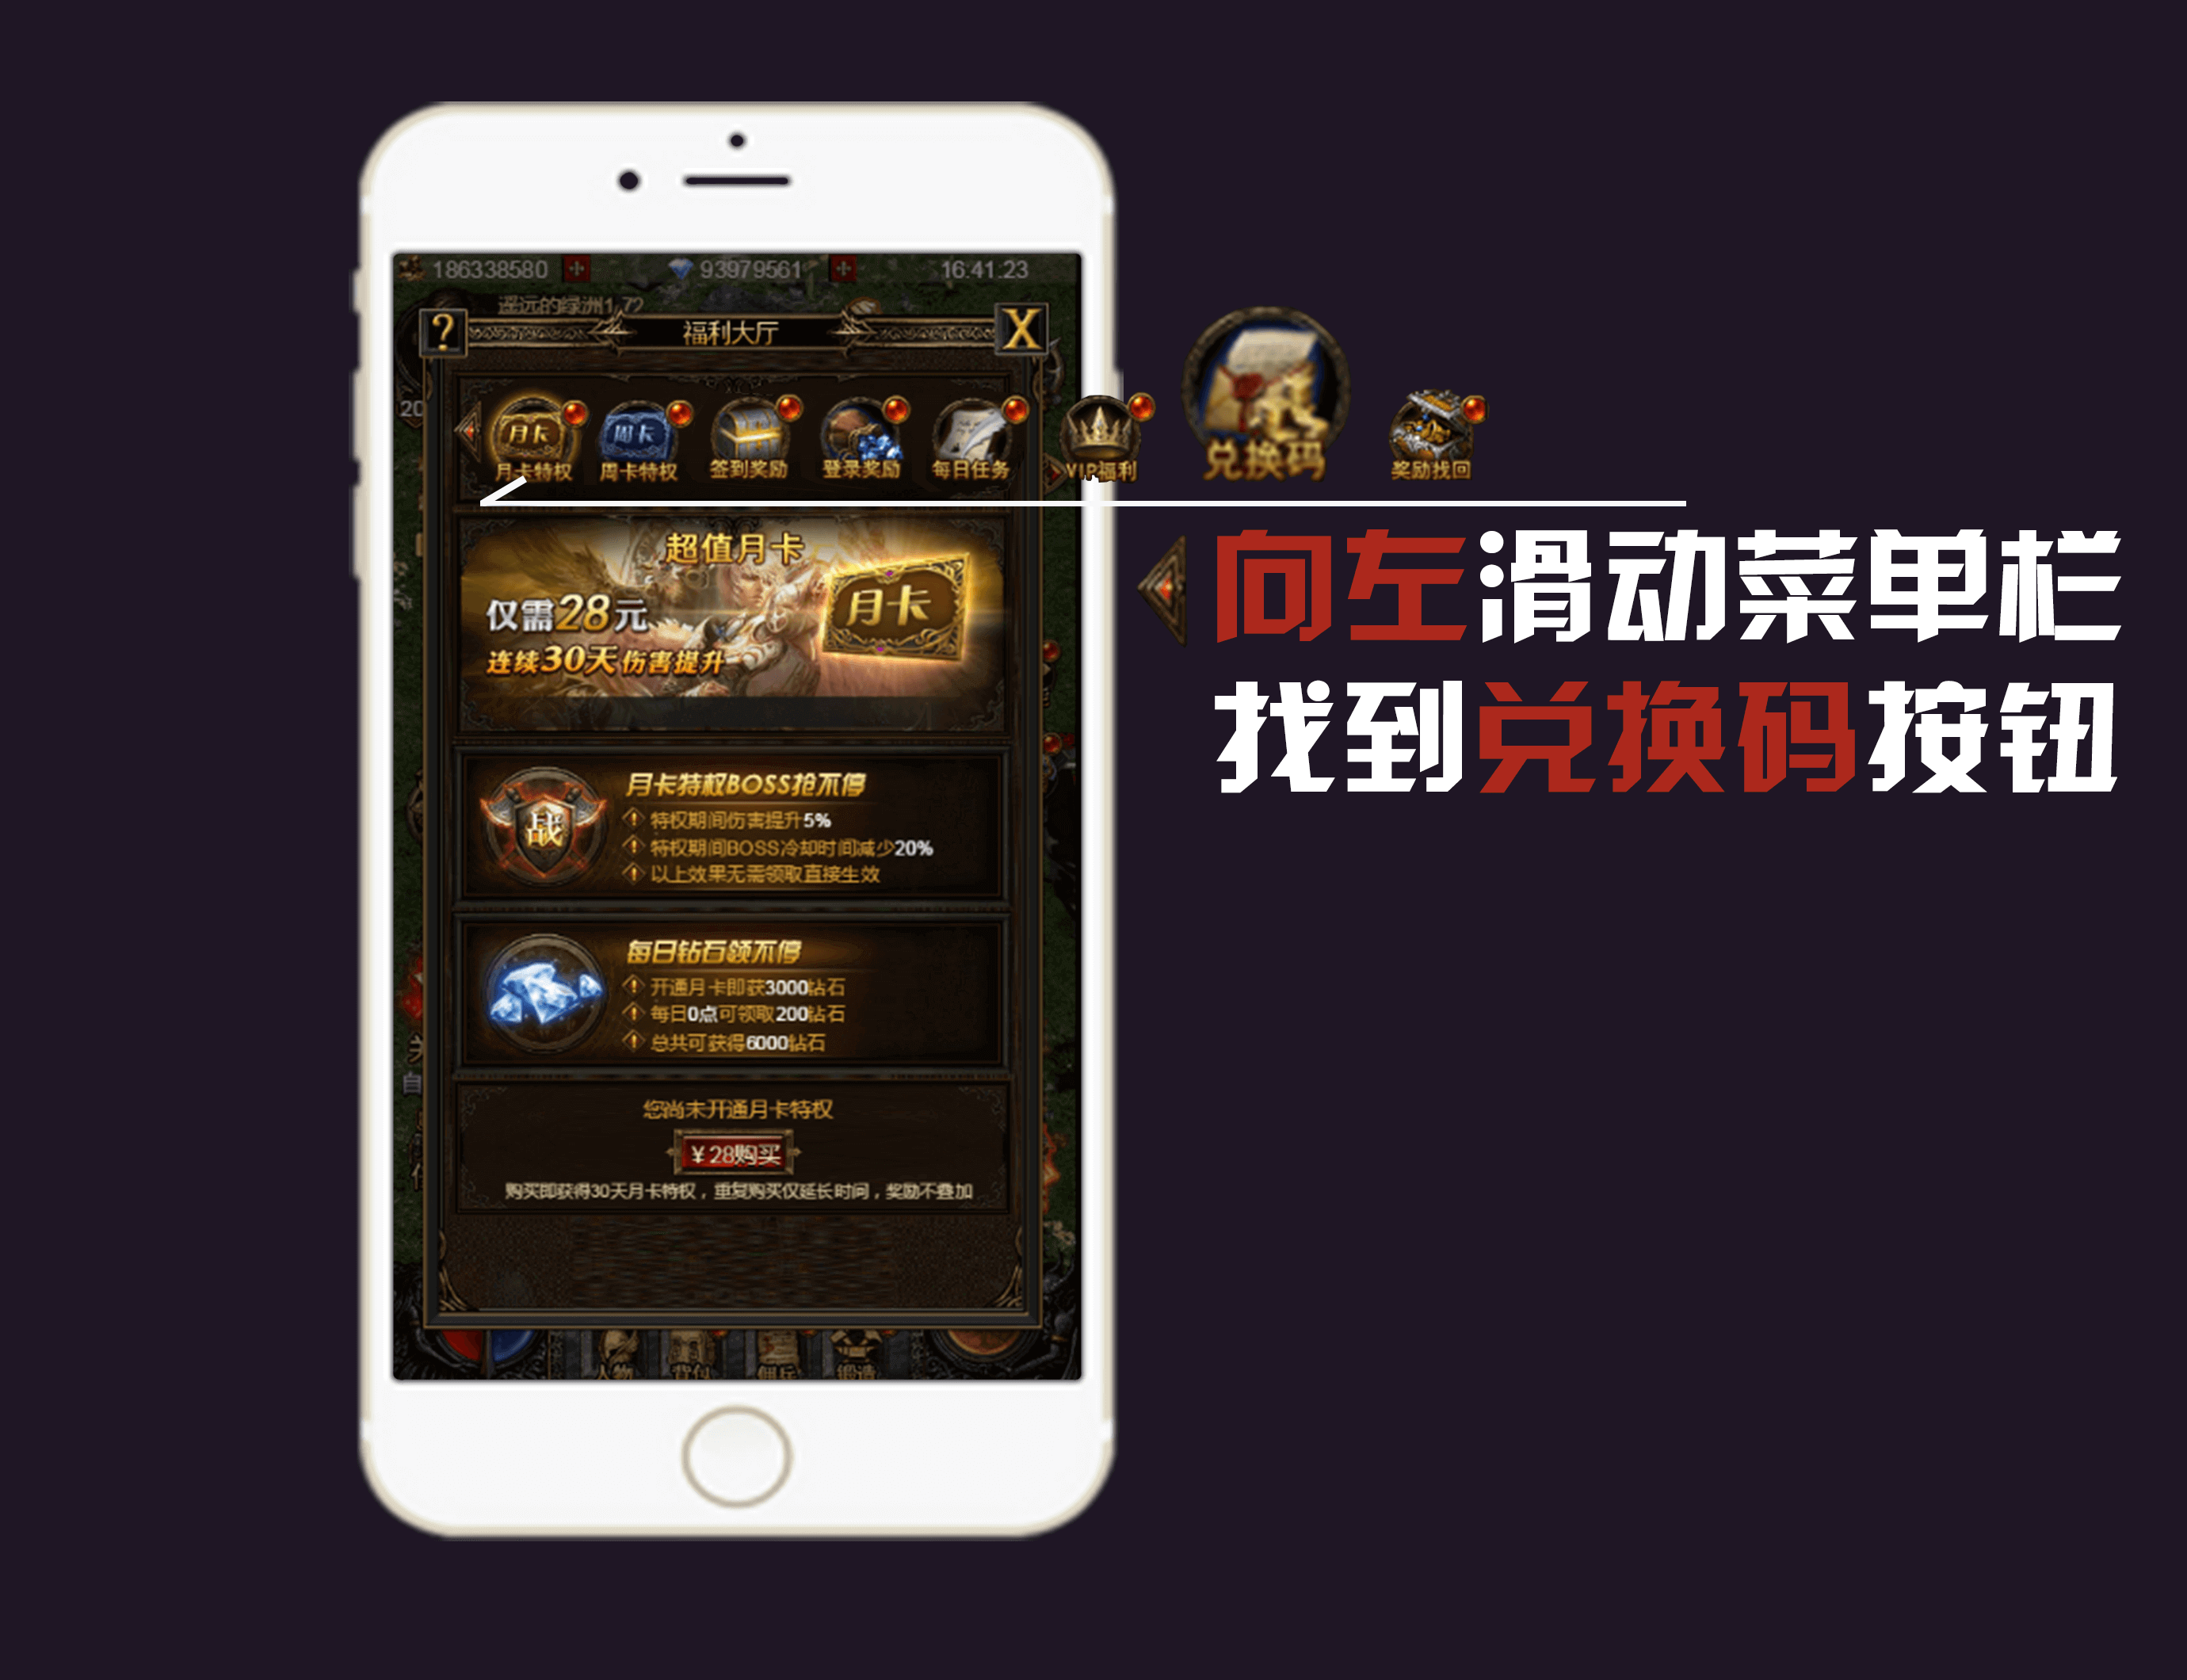 186338580
93979561
16:41:23
遥远的绿洲1.72
?
福利大厅
X
20
月卡
周卡
月卡特权
周卡特权
签到奖励
登录奖励
每日任务
VIP福利
兑换码
奖励找回
向左滑动菜单栏
找到兑换码按钮
超值月卡
仅需28元
月卡
连续30天伤害提升
战
月卡特权BOSS抢不停
特权期间伤害提升5%
特权期间BOSS冷却时间减少20%
以上效果无需领取直接生效
每日钻石领不停
开通月卡即获3000钻石
每日0点可领取200钻石
总共可获得6000钻石
您尚未开通月卡特权
¥28购买
购买即获得30天月卡特权，重复购买仅延长时间，奖励不叠加
人物
锻造